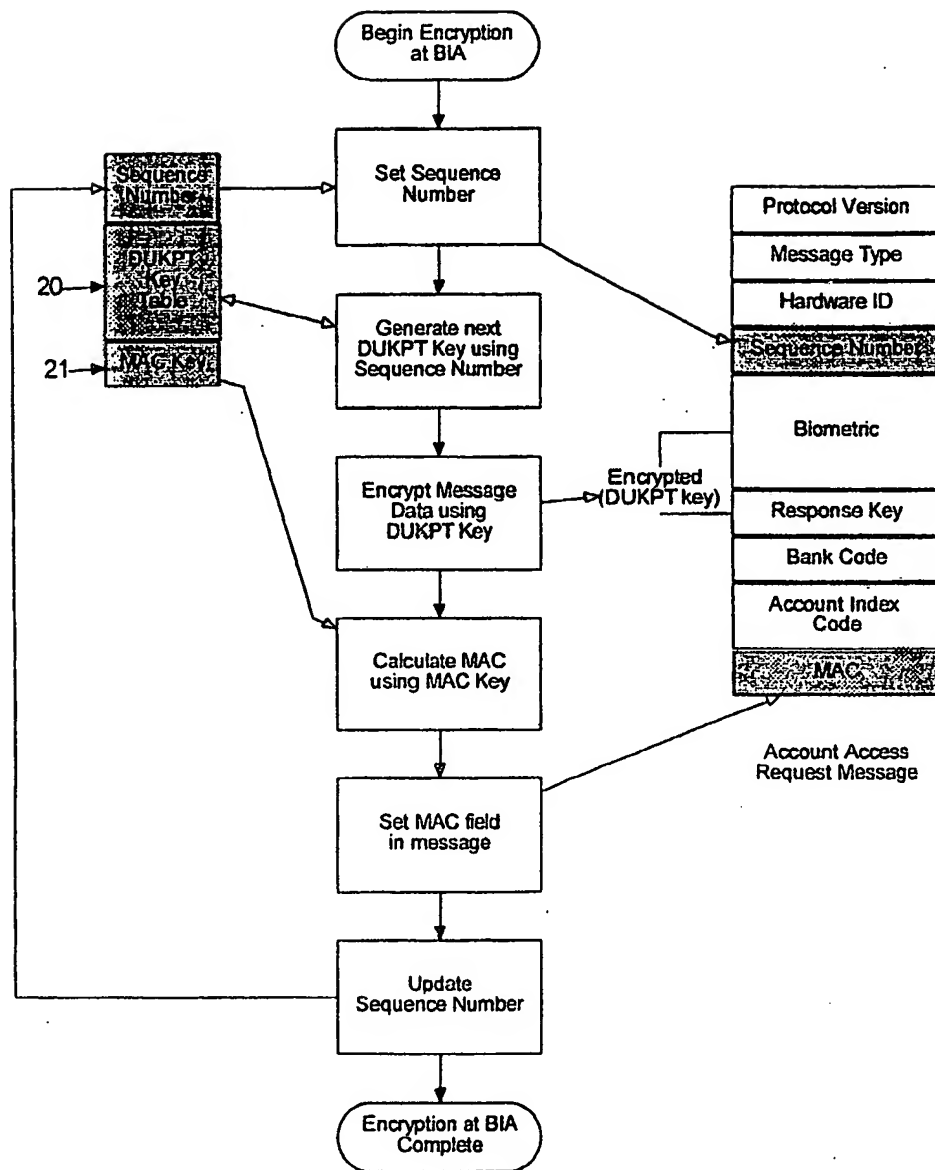 Begin Encryption
at BIA
Set Sequence
Number
Sequence
Number
DUKPT
Key
Table
20
MAC Key
21
Generate next
DUKPT Key using
Sequence Number
Encrypt Message
Data using
DUKPT Key
Encrypted
(DUKPT key)
Calculate MAC
using MAC Key
Set MAC field
in message
Update
Sequence Number
Encryption at BIA
Complete
Protocol Version
Message Type
Hardware ID
Sequence Number
Biometric
Response Key
Bank Code
Account Index
Code
MAC
Account Access
Request Message